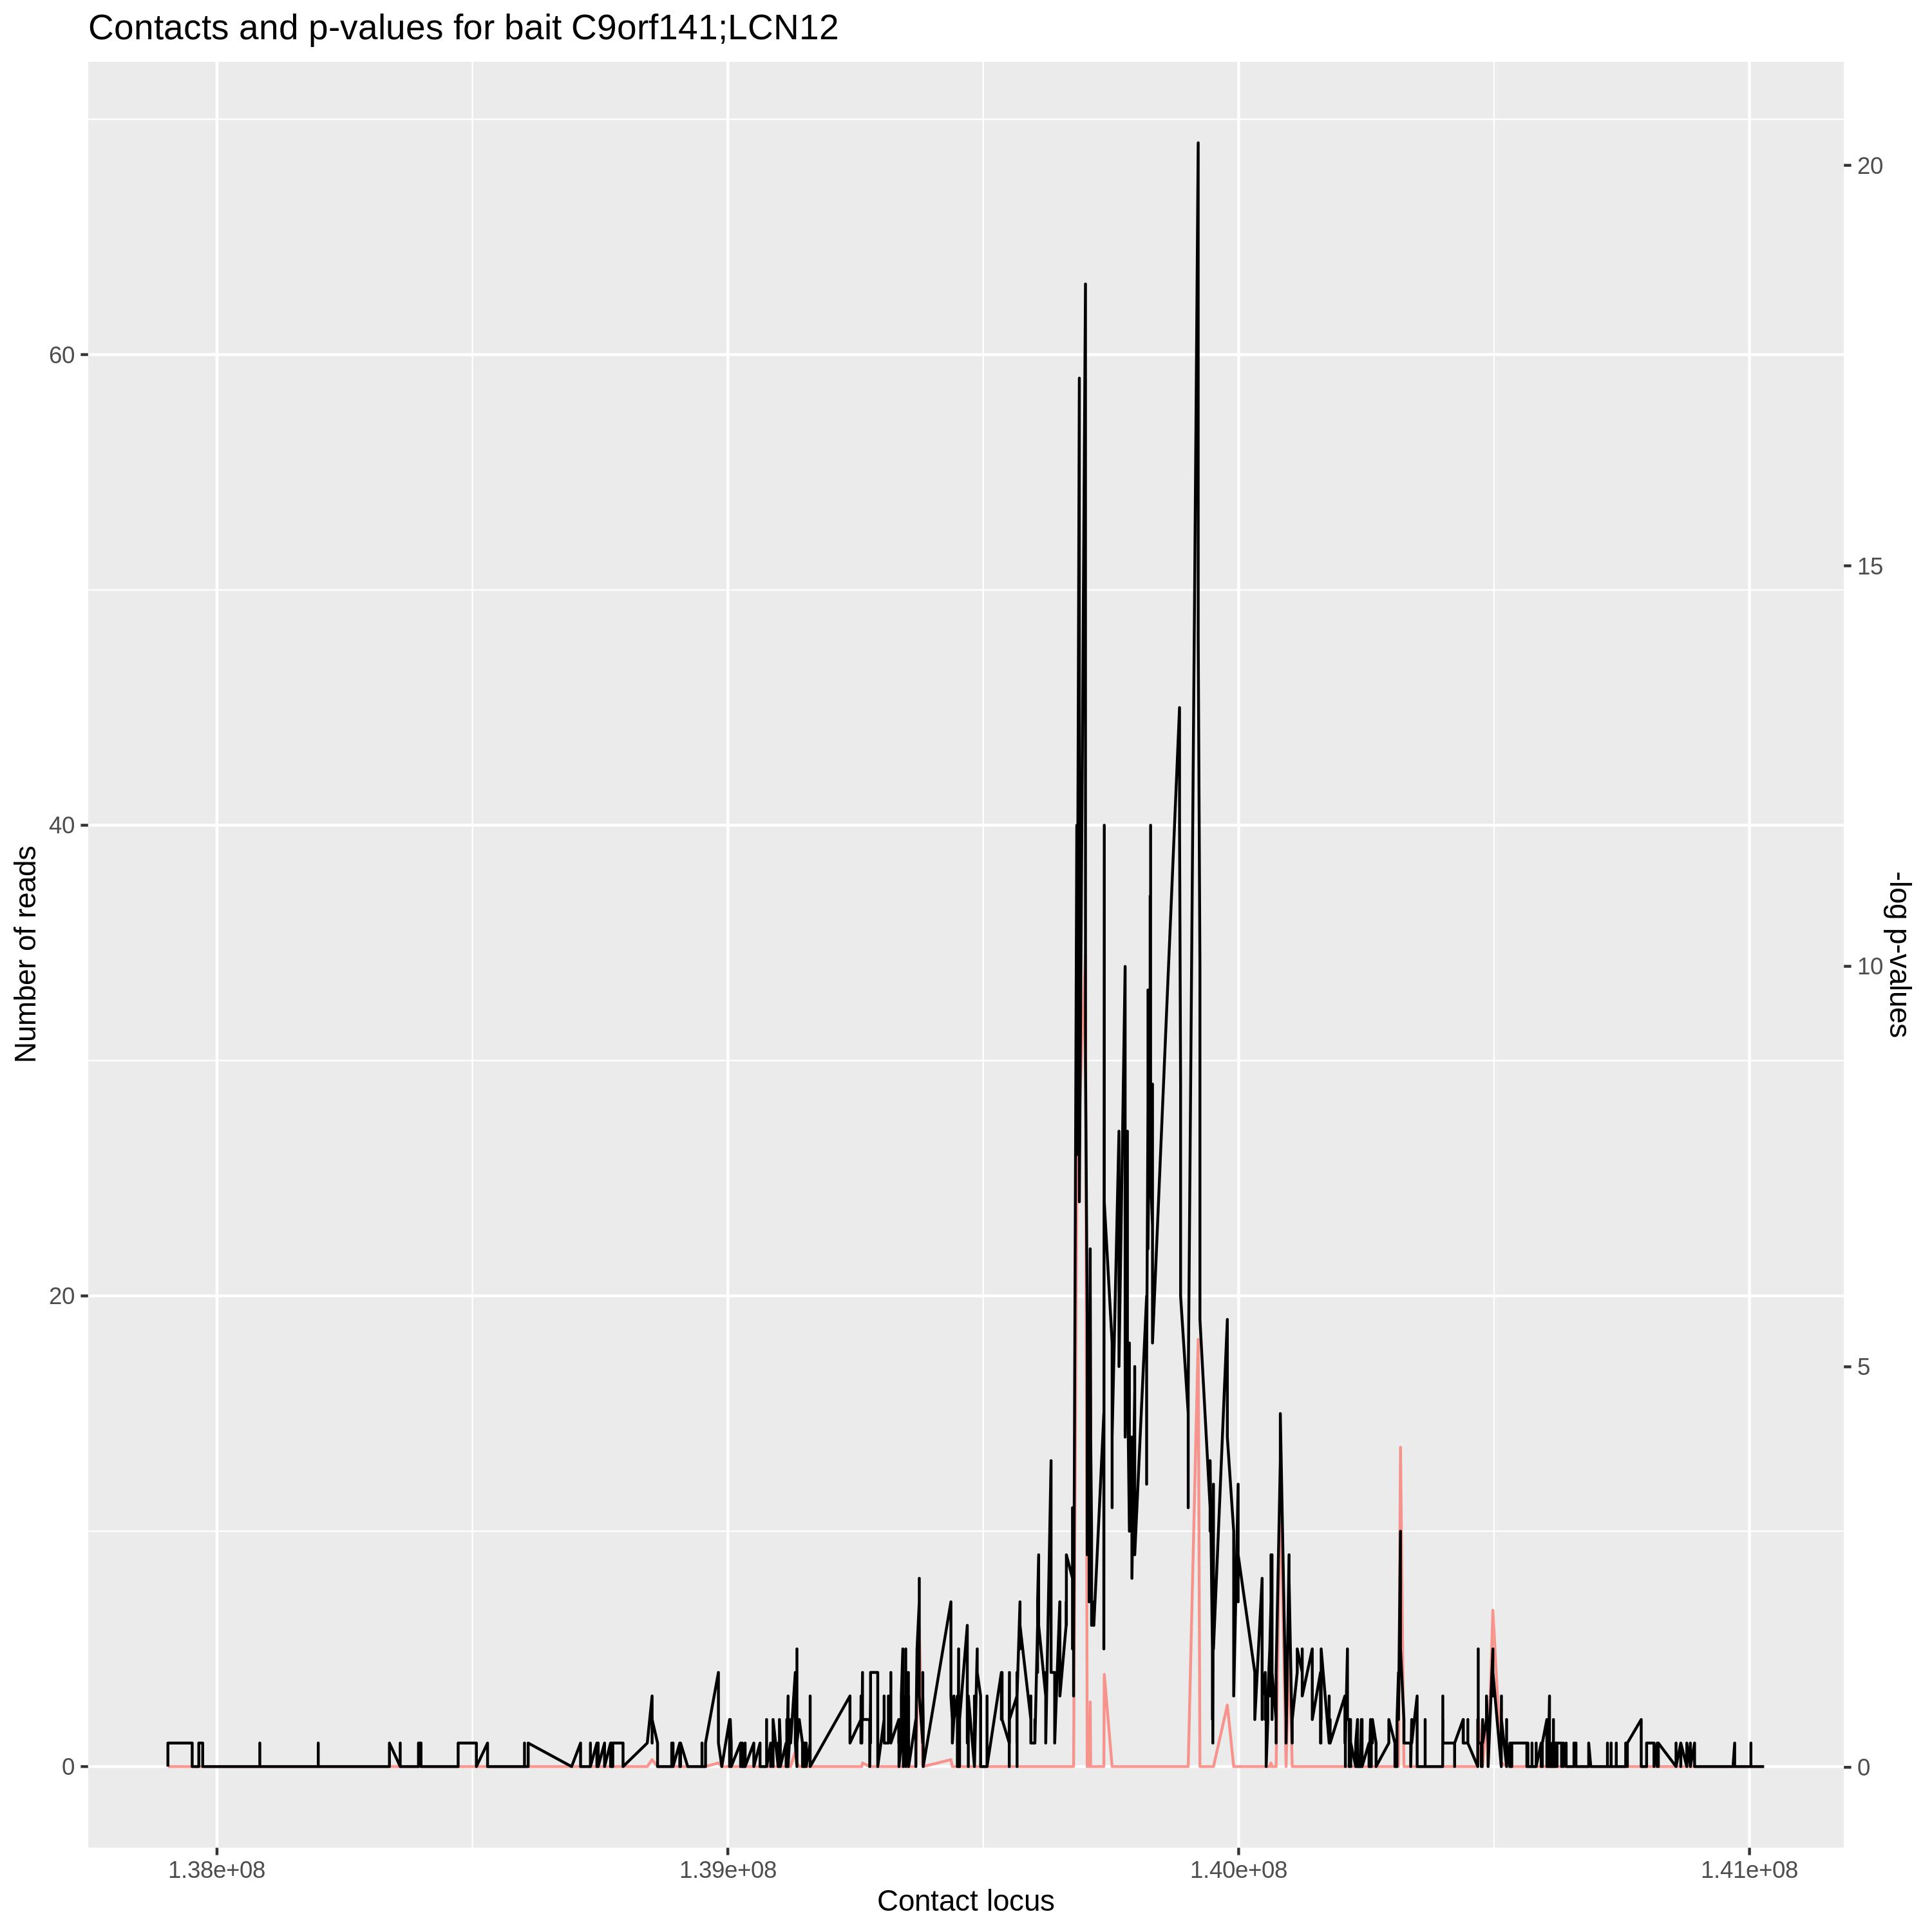 Contacts and p-values for bait C9orf141;LCN12
Number of reads
60
40
20
0
20
15
10
5
0
-log p-values
1.38e+08
1.39e+08
1.40e+08
1.41e+08
Contact locus